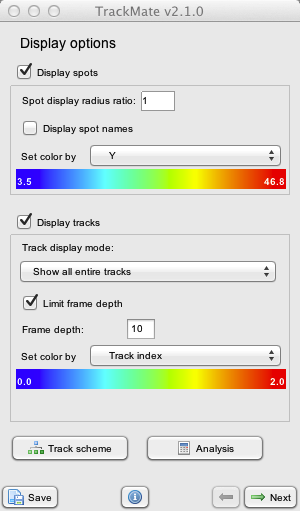 TrackMate v2.1.0
Display options
Display spots
Spot display radius ratio: 1
Display spot names
Set color by Y
3.5 46.8
Display tracks
Track display mode:
Show all entire tracks
Limit frame depth
Frame depth: 10
Set color by Track index
0.0 2.0
Track scheme Analysis
Save Next